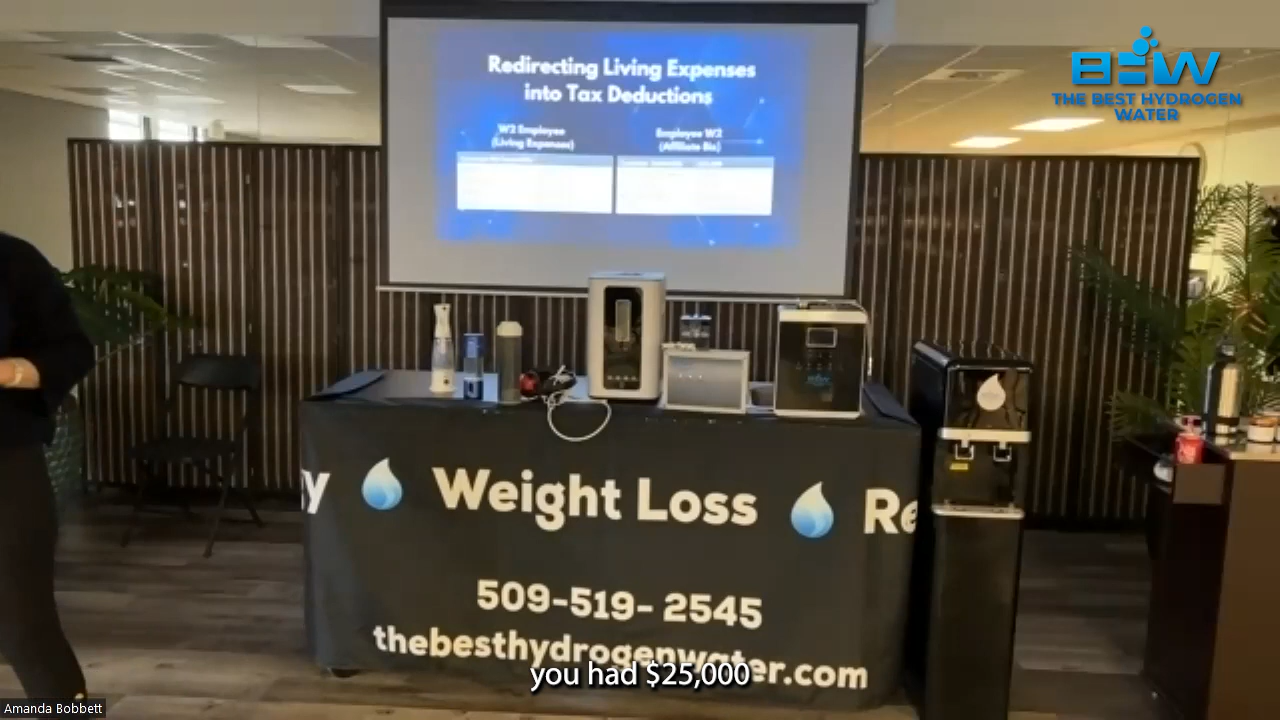 Redirecting Living Expenses
into Tax Deductions
W2 Employee
(Living Expenses)
Employee W2
(Affiliate Biz)
BHW
THE BEST HYDROGEN
WATER
y Weight Loss Re
509-519- 2545
thebesthydrogenwater.com
you had $25,000
Amanda Bobbett